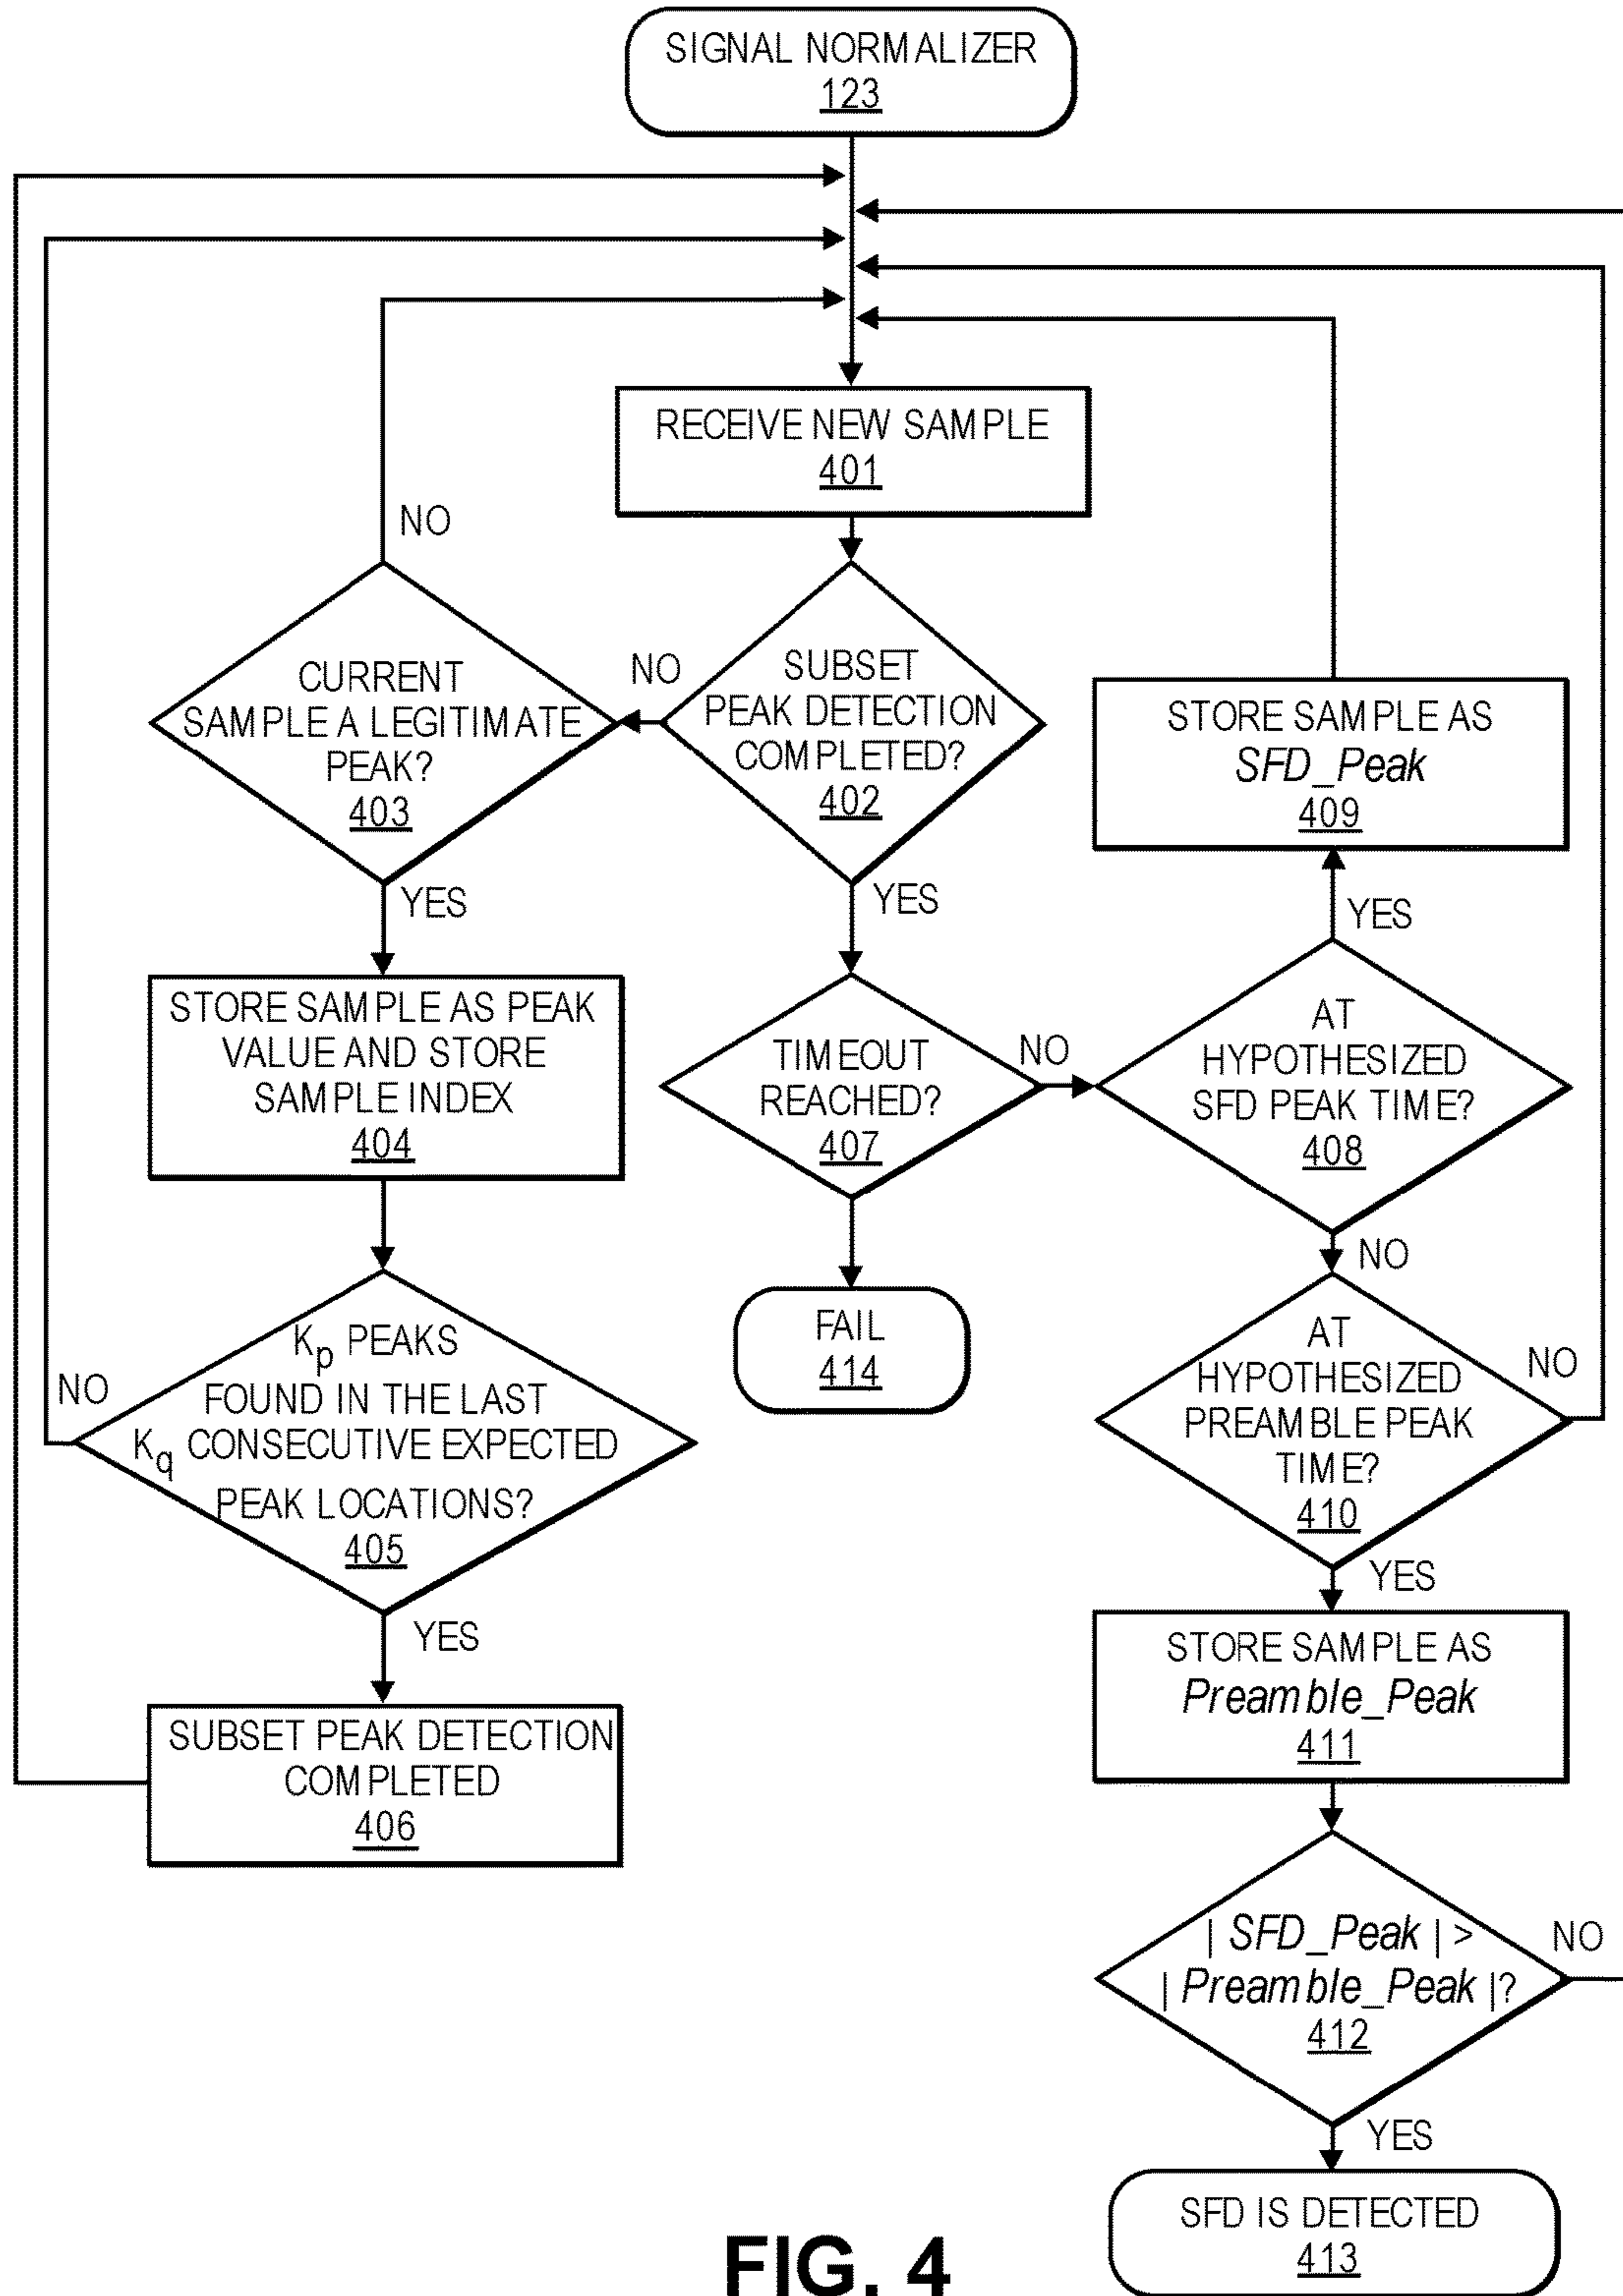 SIGNAL NORMALIZER
123
RECEIVE NEW SAMPLE
401
NO
CURRENT
SAMPLE A LEGITIMATE
PEAK?
403
NO
SUBSET
PEAK DETECTION
COMPLETED?
402
STORE SAMPLE AS
SFD_Peak
409
YES
YES
YES
STORE SAMPLE AS PEAK
VALUE AND STORE
SAMPLE INDEX
404
TIMEOUT
REACHED?
407
NO
AT
HYPOTHESIZED
SFD PEAK TIME?
408
NO
Kp PEAKS
FOUND IN THE LAST
Kq CONSECUTIVE EXPECTED
PEAK LOCATIONS?
405
NO
FAIL
414
AT
HYPOTHESIZED
PREAMBLE PEAK
TIME?
410
NO
YES
YES
SUBSET PEAK DETECTION
COMPLETED
406
STORE SAMPLE AS
Preamble_Peak
411
| SFD_Peak | >
| Preamble_Peak |?
412
NO
YES
SFD IS DETECTED
413
FIG. 4